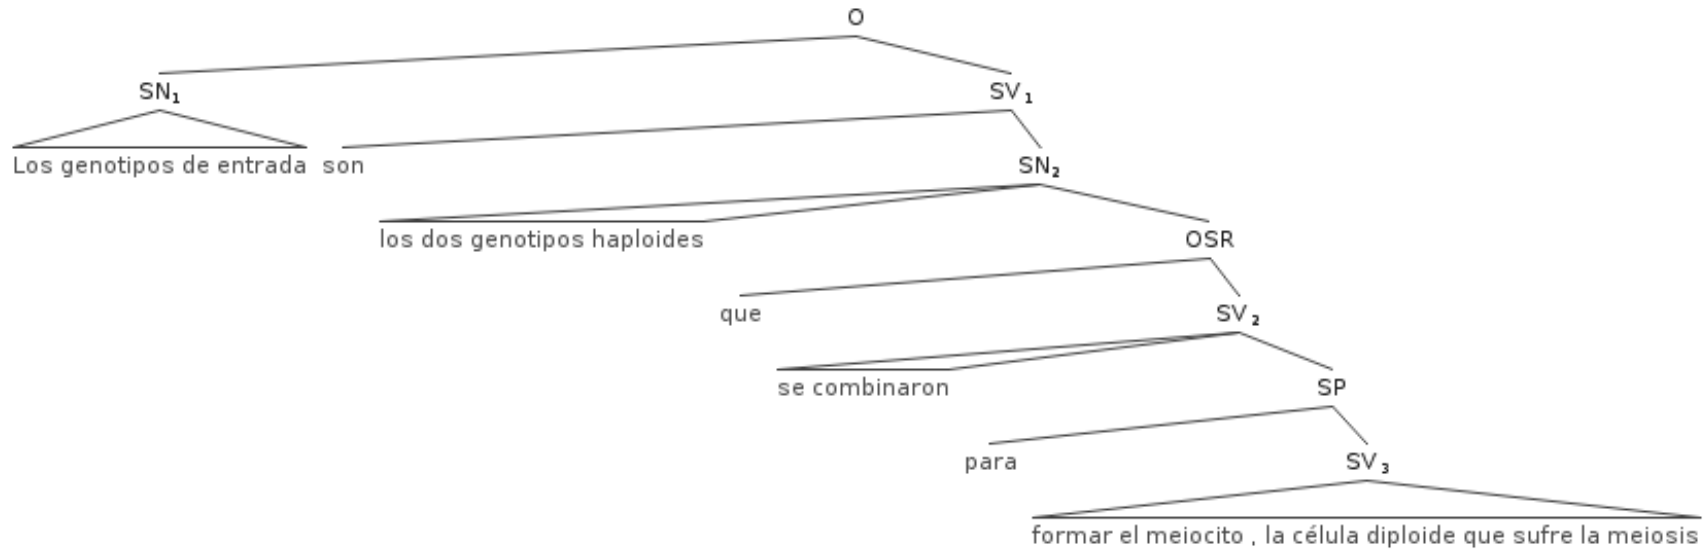 O
SN₁ SV₁
Los genotipos de entrada son SN₂
los dos genotipos haploides OSR
que SV₂
se combinaron SP
para SV₃
formar el meiocito , la célula diploide que sufre la meiosis